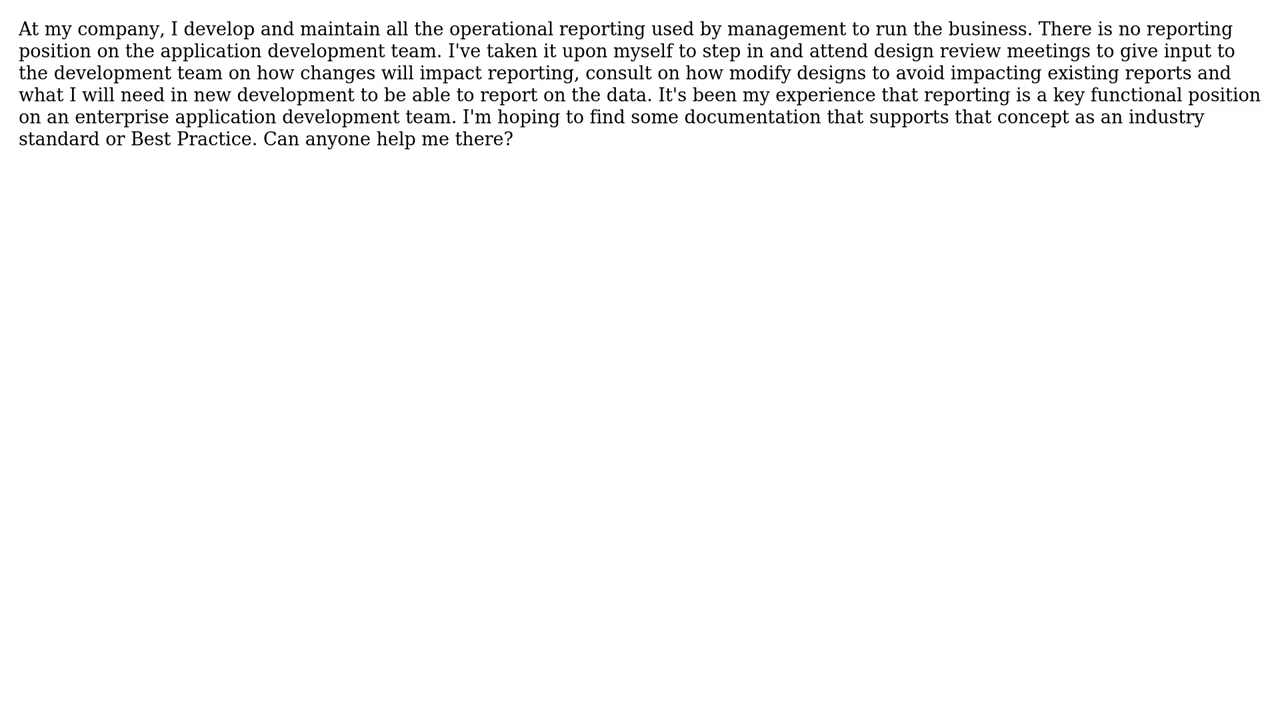 At my company, I develop and maintain all the operational reporting used by management to run the business. There is no reporting
position on the application development team. I've taken it upon myself to step in and attend design review meetings to give input to
the development team on how changes will impact reporting, consult on how modify designs to avoid impacting existing reports and
what I will need in new development to be able to report on the data. It's been my experience that reporting is a key functional position
on an enterprise application development team. I'm hoping to find some documentation that supports that concept as an industry
standard or Best Practice. Can anyone help me there?